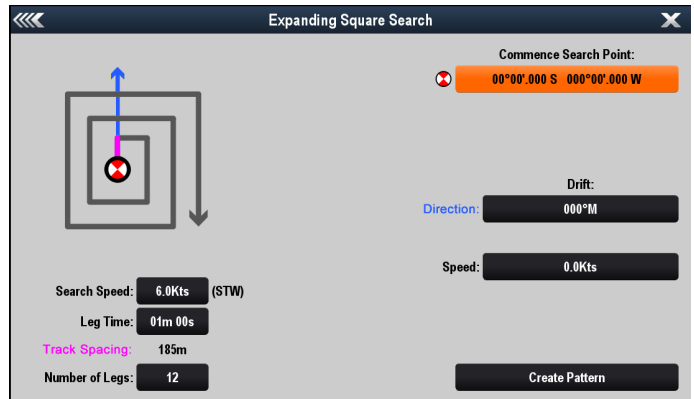 Expanding Square Search
Commence Search Point:
00°00'.000 S 000°00'.000 W
Drift:
Direction: 000°M
Speed: 0.0Kts
Search Speed: 6.0Kts (STW)
Leg Time: 01m 00s
Track Spacing: 185m
Number of Legs: 12
Create Pattern